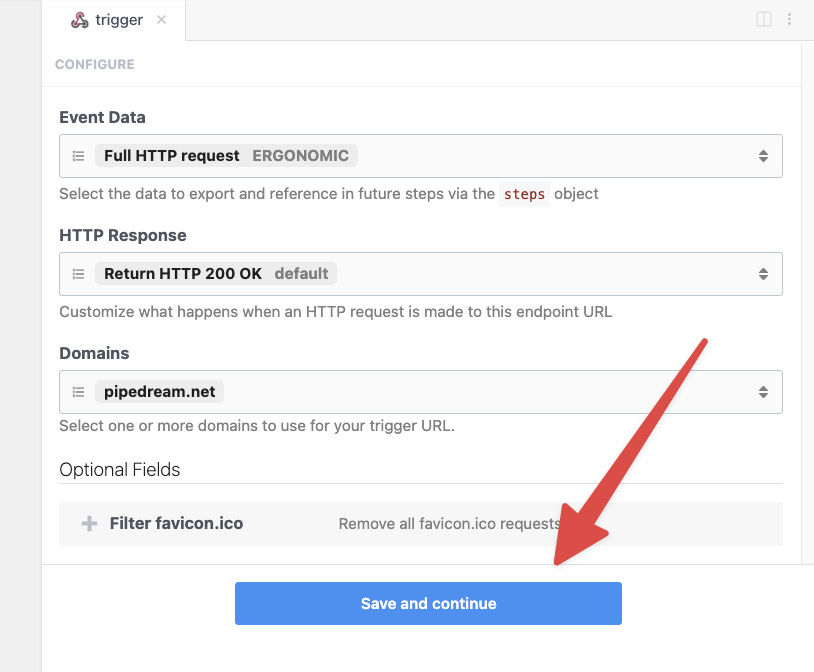 trigger
CONFIGURE
Event Data
Full HTTP request ERGONOMIC
Select the data to export and reference in future steps via the steps object
HTTP Response
Return HTTP 200 OK default
Customize what happens when an HTTP request is made to this endpoint URL
Domains
pipedream.net
Select one or more domains to use for your trigger URL.
Optional Fields
Filter favicon.ico Remove all favicon.ico requests
Save and continue